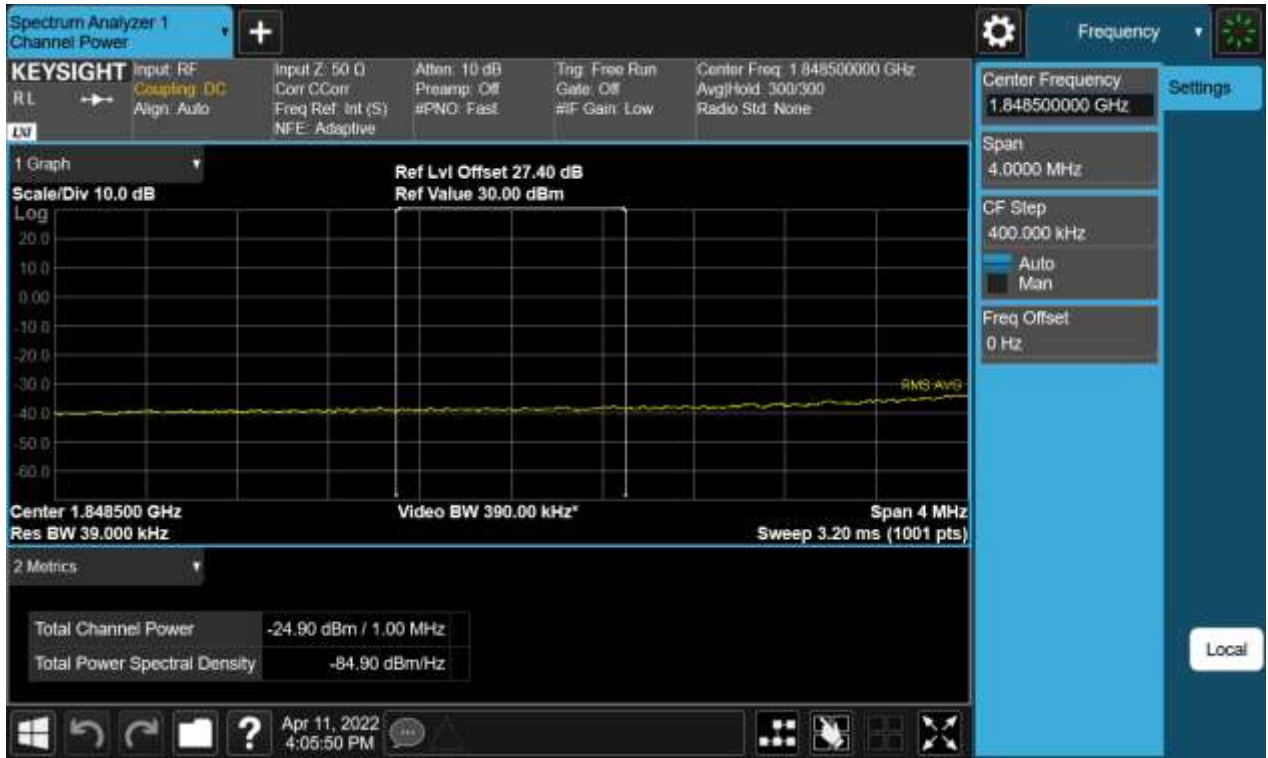 Spectrum Analyzer 1
Channel Power
+
Frequency
KEYSIGHT
RL
LXI
Input: RF
Coupling: DC
Align: Auto
Input Z: 50 Ω
Corr CCorr
Freq Ref: Int (S)
NFE: Adaptive
Atten: 10 dB
Preamp: Off
#PNO: Fast
Trig: Free Run
Gate: Off
#IF Gain: Low
Center Freq: 1.848500000 GHz
Avg|Hold: 300/300
Radio Std: None
Center Frequency
1.848500000 GHz
Settings
Span
4.0000 MHz
CF Step
400.000 kHz
Auto
Man
Freq Offset
0 Hz
Local
1 Graph
Scale/Div 10.0 dB
Ref Lvl Offset 27.40 dB
Ref Value 30.00 dBm
Log
20.0
10.0
0.00
-10.0
-20.0
-30.0
-40.0
-50.0
-60.0
RMS AVG
Center 1.848500 GHz
Res BW 39.000 kHz
Video BW 390.00 kHz*
Span 4 MHz
Sweep 3.20 ms (1001 pts)
2 Metrics
Total Channel Power -24.90 dBm / 1.00 MHz
Total Power Spectral Density -84.90 dBm/Hz
?
Apr 11, 2022
4:05:50 PM